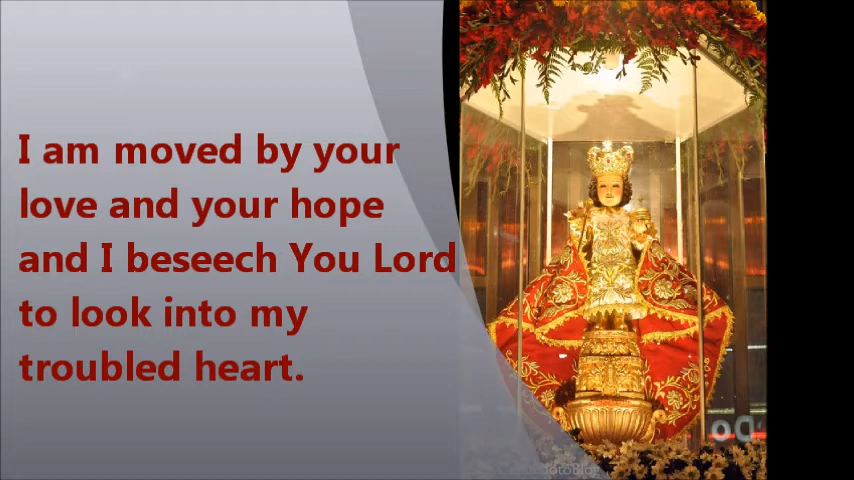 I am moved by your
love and your hope
and I beseech You Lord
to look into my
troubled heart.